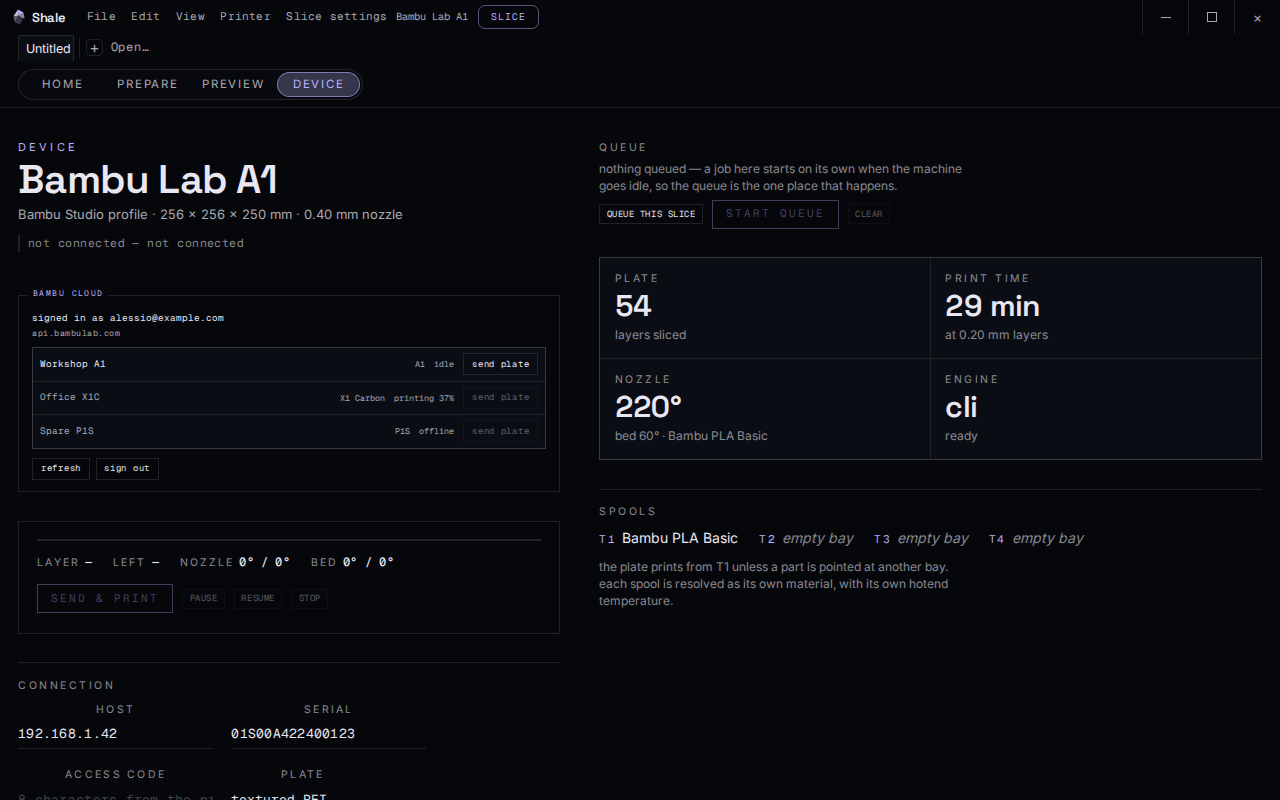 Shale File Edit View Printer Slice settings Bambu Lab A1 SLICE
Untitled + Open…
HOME PREPARE PREVIEW DEVICE
DEVICE
Bambu Lab A1
Bambu Studio profile · 256 × 256 × 250 mm · 0.40 mm nozzle
not connected — not connected
BAMBU CLOUD
signed in as alessio@example.com
api.bambulab.com
Workshop A1 A1 idle send plate
Office X1C X1 Carbon printing 37% send plate
Spare P1S P1S offline send plate
refresh sign out
LAYER — LEFT — NOZZLE 0° / 0° BED 0° / 0°
SEND & PRINT PAUSE RESUME STOP
CONNECTION
HOST SERIAL
192.168.1.42 01S00A422400123
ACCESS CODE PLATE
8 characters from the pr textured PEI
QUEUE
nothing queued — a job here starts on its own when the machine
goes idle, so the queue is the one place that happens.
QUEUE THIS SLICE START QUEUE CLEAR
PLATE
54
layers sliced
PRINT TIME
29 min
at 0.20 mm layers
NOZZLE
220°
bed 60° · Bambu PLA Basic
ENGINE
cli
ready
SPOOLS
T1 Bambu PLA Basic T2 empty bay T3 empty bay T4 empty bay
the plate prints from T1 unless a part is pointed at another bay.
each spool is resolved as its own material, with its own hotend
temperature.